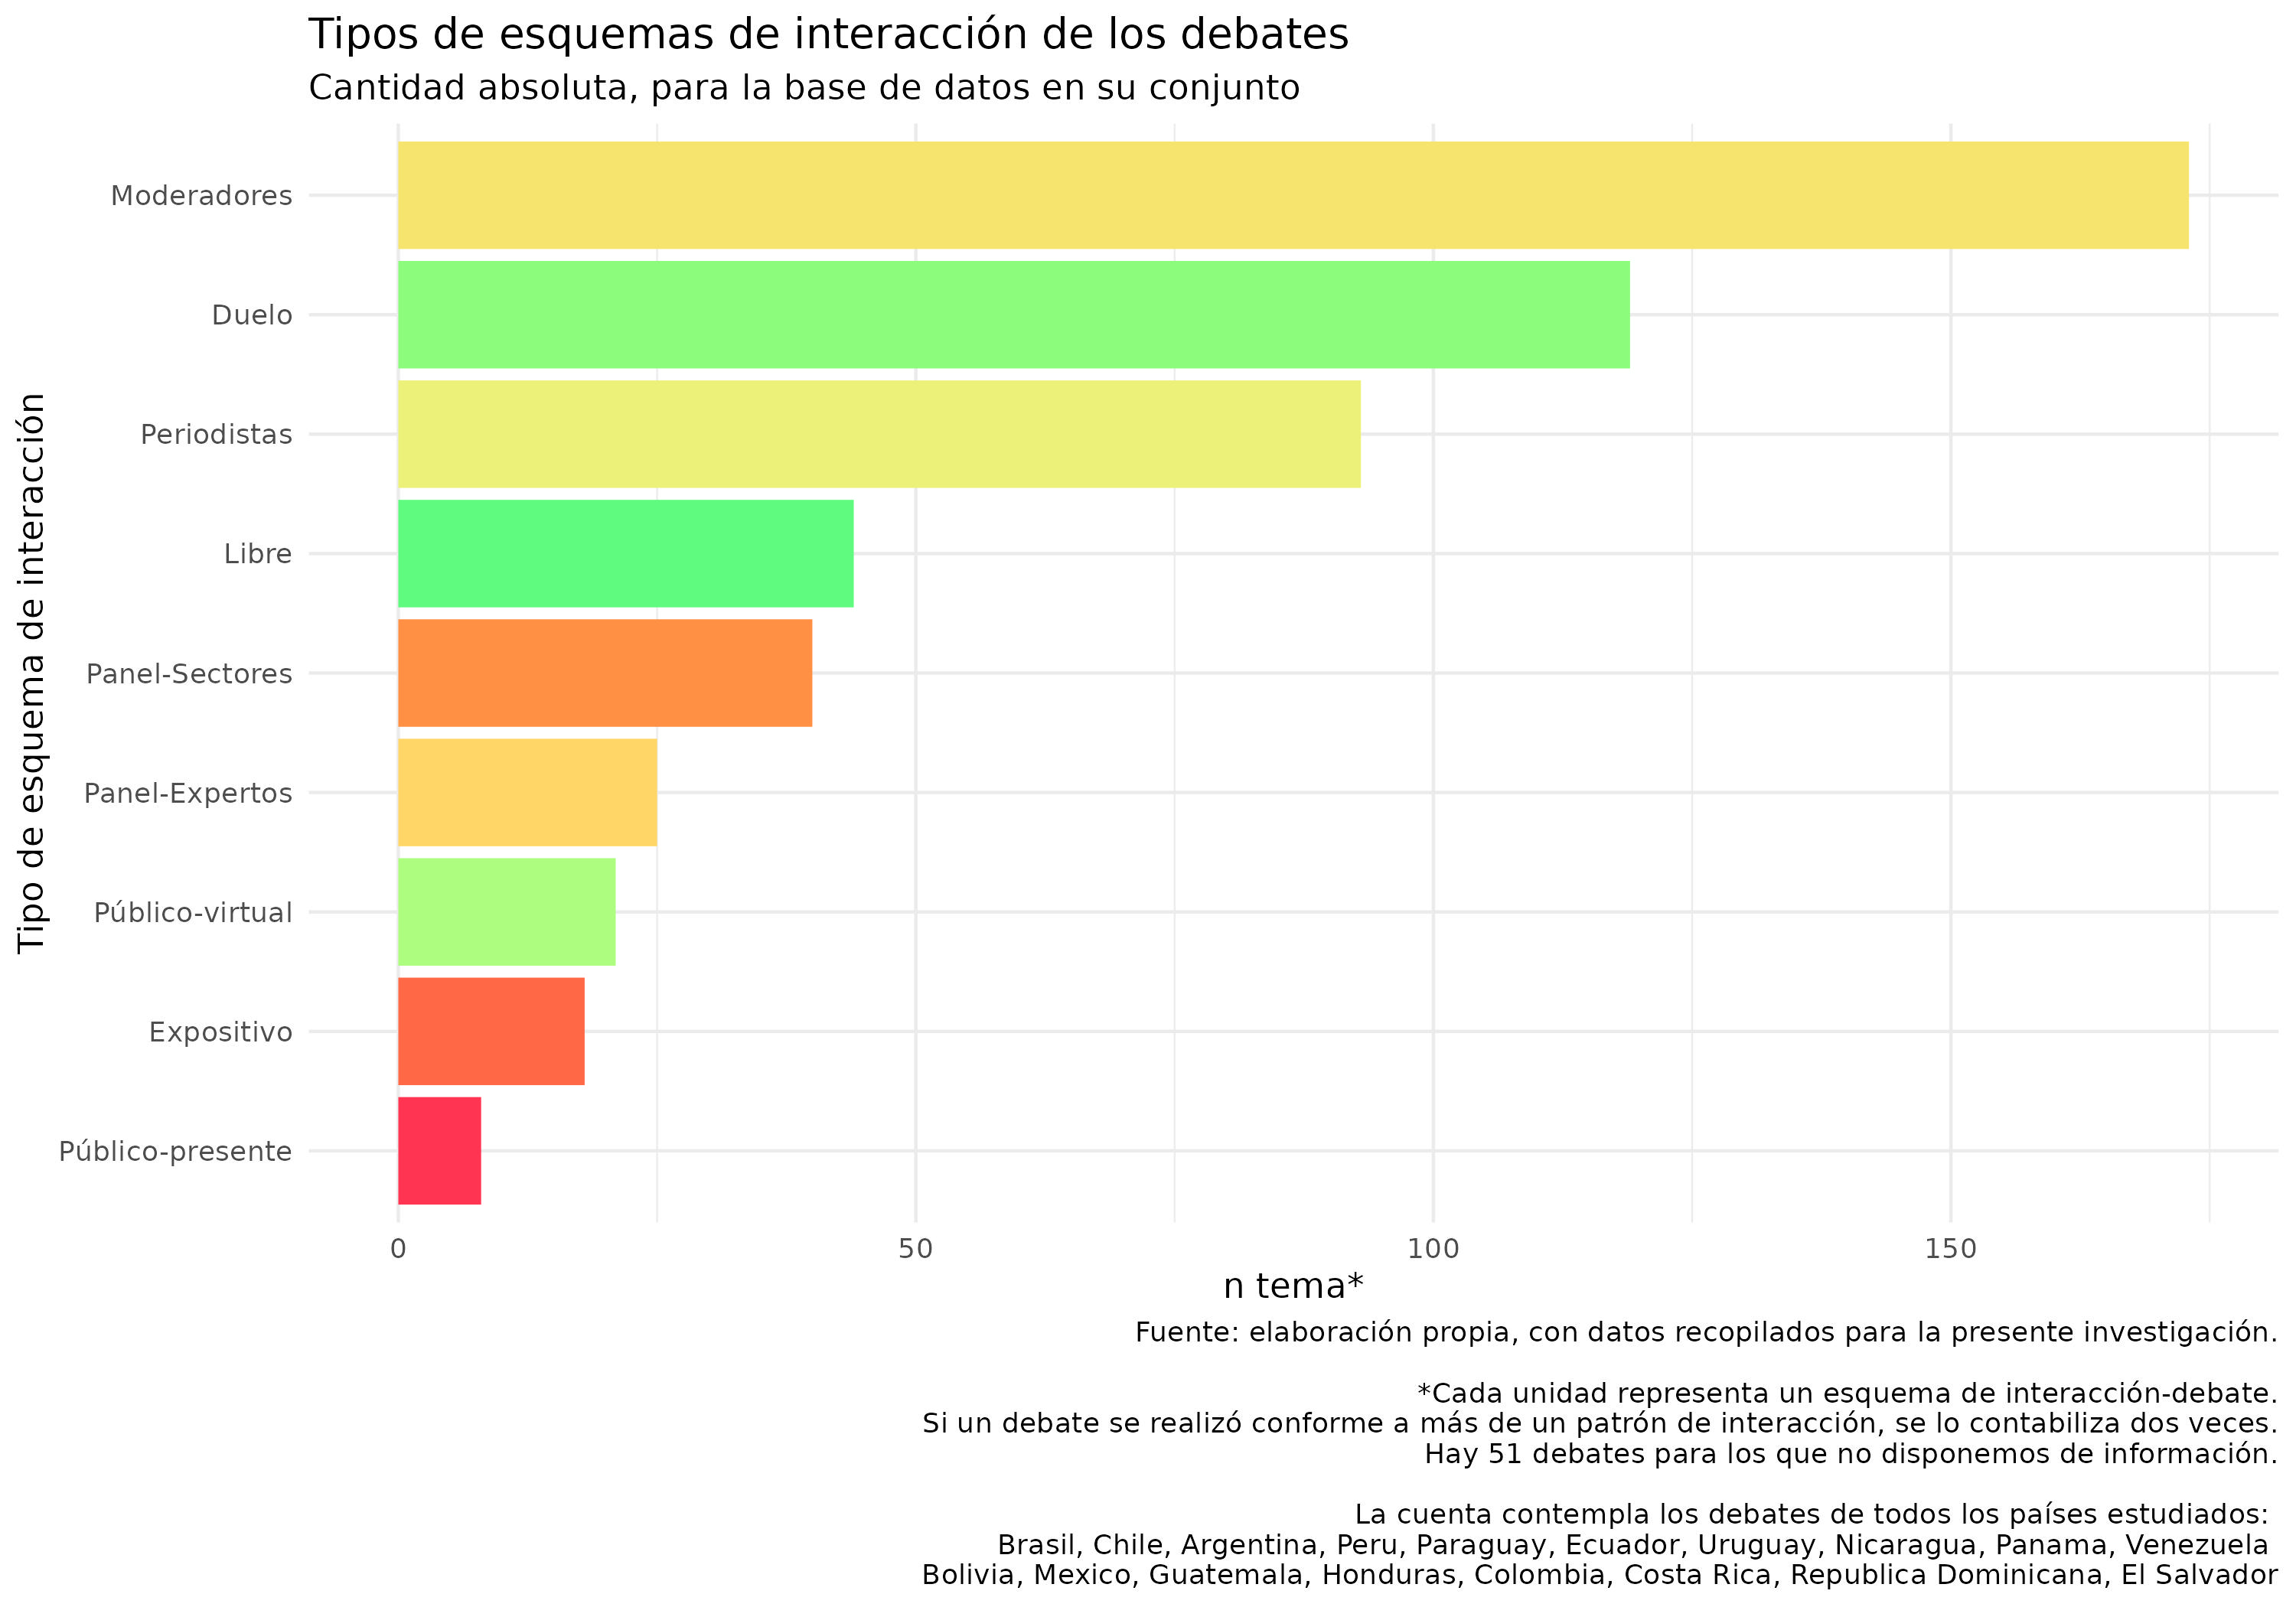 Tipos de esquemas de interacción de los debates
Cantidad absoluta, para la base de datos en su conjunto
Tipo de esquema de interacción
Moderadores
Duelo
Periodistas
Libre
Panel-Sectores
Panel-Expertos
Público-virtual
Expositivo
Público-presente
0 50 100 150
n tema*
Fuente: elaboración propia, con datos recopilados para la presente investigación.
*Cada unidad representa un esquema de interacción-debate.
Si un debate se realizó conforme a más de un patrón de interacción, se lo contabiliza dos veces.
Hay 51 debates para los que no disponemos de información.
La cuenta contempla los debates de todos los países estudiados:
Brasil, Chile, Argentina, Peru, Paraguay, Ecuador, Uruguay, Nicaragua, Panama, Venezuela
Bolivia, Mexico, Guatemala, Honduras, Colombia, Costa Rica, Republica Dominicana, El Salvador